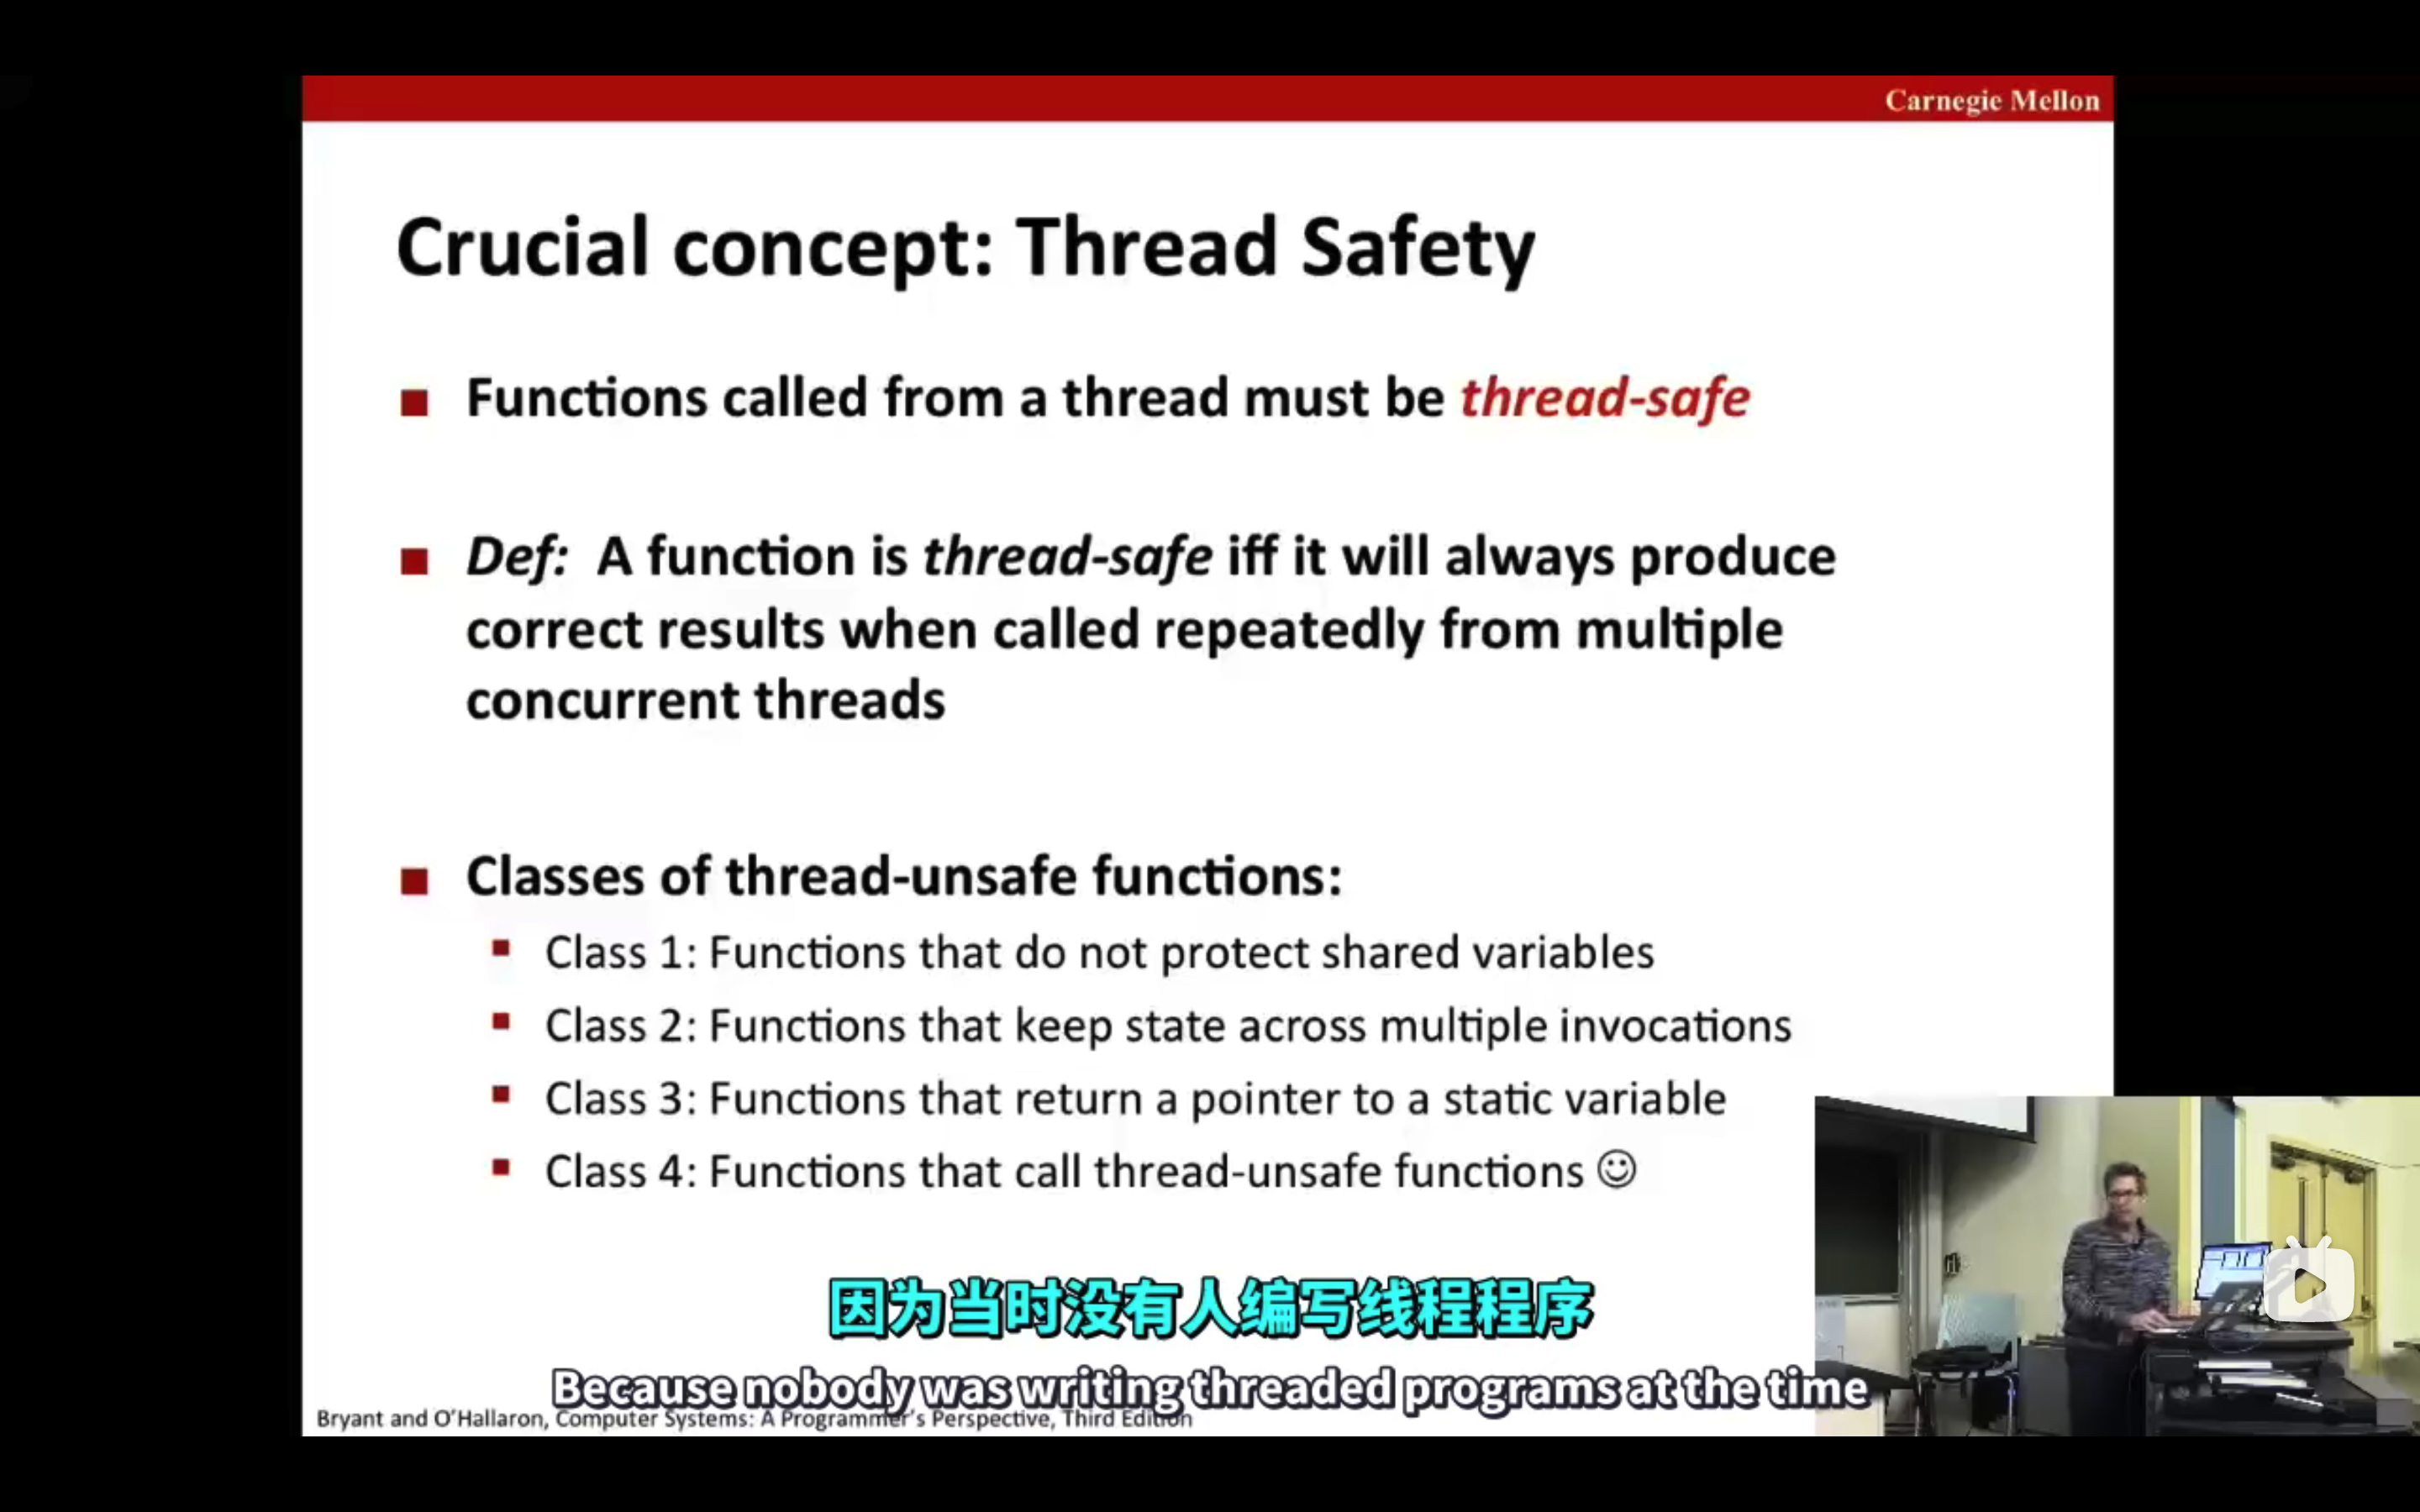 Carnegie Mellon
Crucial concept: Thread Safety
Functions called from a thread must be thread-safe
Def: A function is thread-safe iff it will always produce
correct results when called repeatedly from multiple
concurrent threads
Classes of thread-unsafe functions:
Class 1: Functions that do not protect shared variables
Class 2: Functions that keep state across multiple invocations
Class 3: Functions that return a pointer to a static variable
Class 4: Functions that call thread-unsafe functions ☺
因为当时没有人编写线程程序
Because nobody was writing threaded programs at the time
Bryant and O'Hallaron, Computer Systems: A Programmer's Perspective, Third Edition